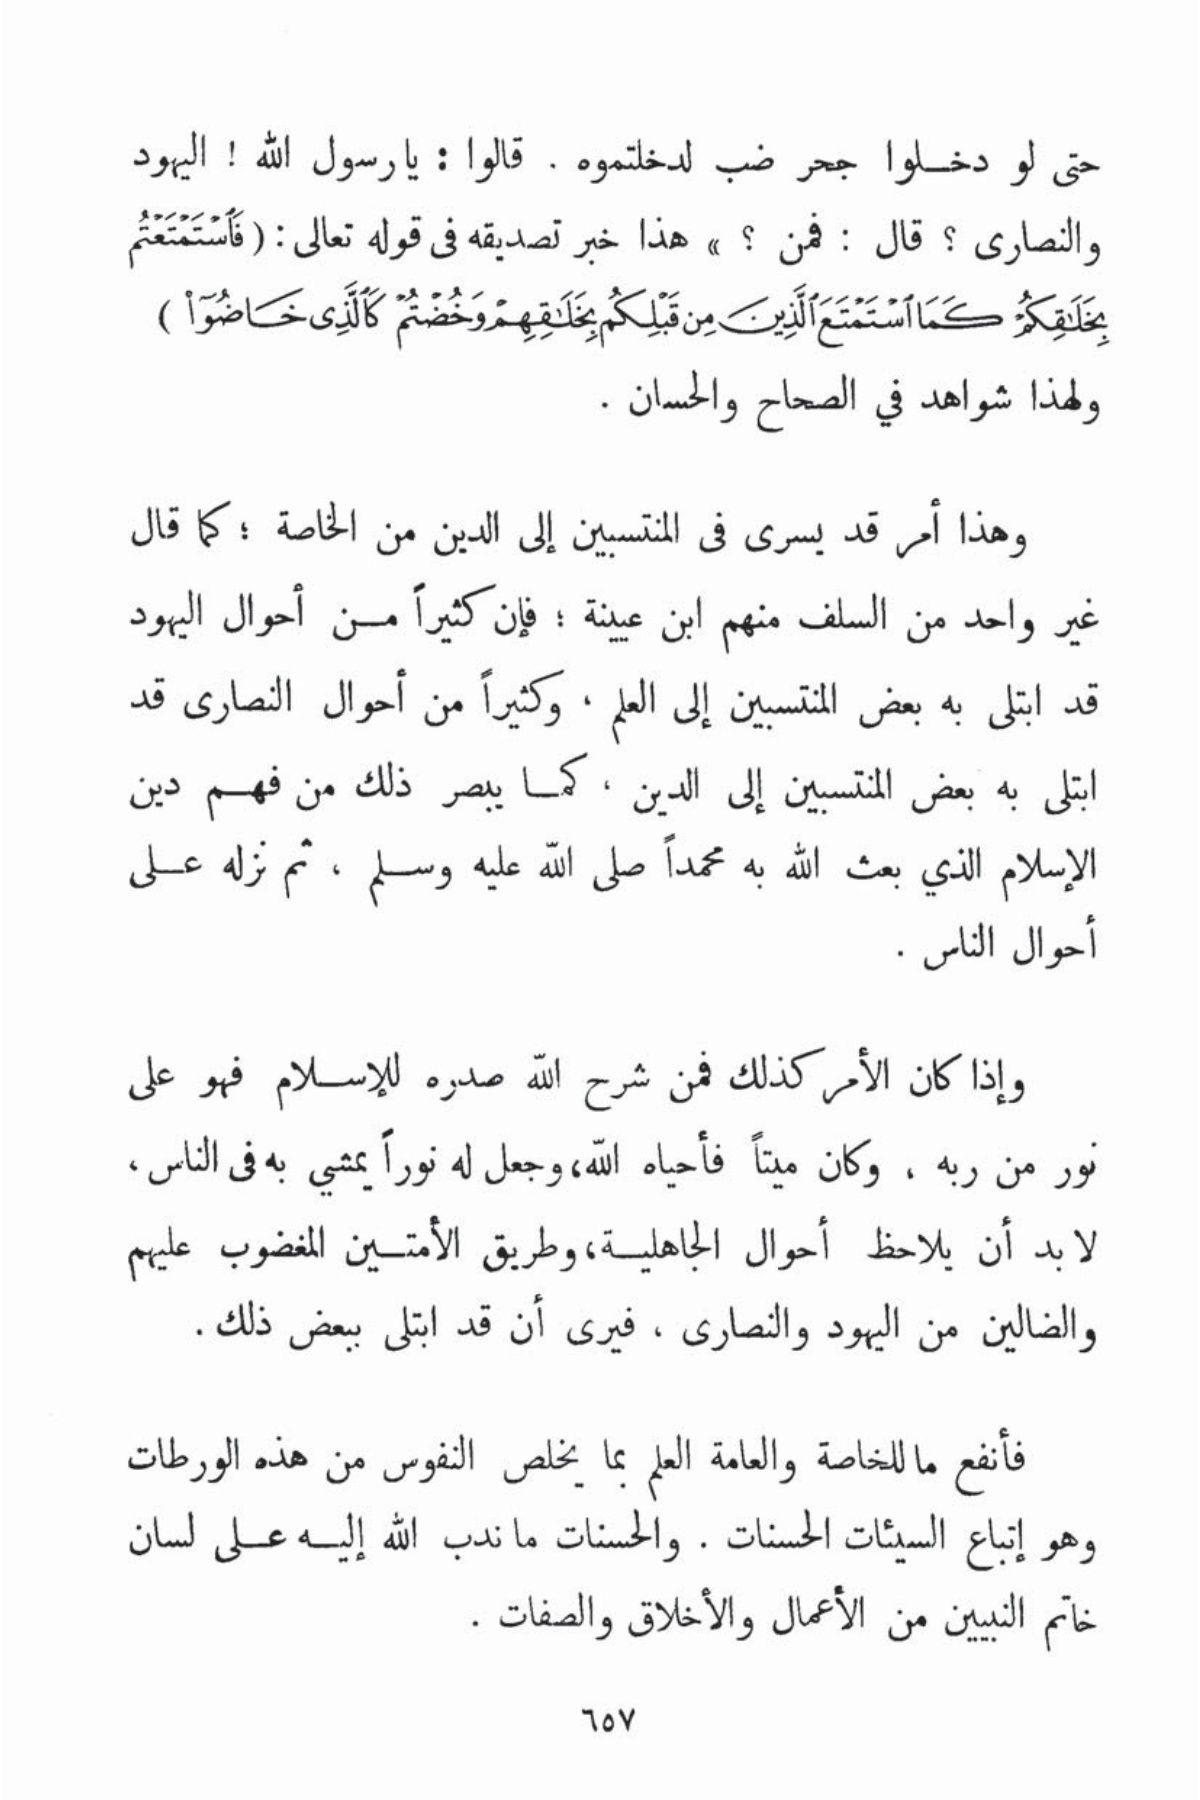 حتى لو دخلوا جحر ضب لدخلتموه . قالوا : يا رسول الله ! اليهود
والنصارى ؟ قال : فمن ؟ » هذا خبر تصديقه فى قوله تعالى : ( فَٱسْتَمْتَعْتُم
بِخَلَٰقِكُمْ كَمَا ٱسْتَمْتَعَ ٱلَّذِينَ مِن قَبْلِكُم بِخَلَٰقِهِمْ وَخُضْتُمْ كَٱلَّذِى خَاضُوٓا۟ )
ولهذا شواهد في الصحاح والحسان .
وهذا أمر قد يسرى فى المنتسبين إلى الدين من الخاصة ؛ كما قال
غير واحد من السلف منهم ابن عيينة ؛ فإن كثيراً من أحوال اليهود
قد ابتلى به بعض المنتسبين إلى العلم ، وكثيراً من أحوال النصارى قد
ابتلى به بعض المنتسبين إلى الدين ، كما يبصر ذلك من فهم دين
الإسلام الذي بعث الله به محمداً صلى الله عليه وسلم ، ثم نزله على
أحوال الناس .
وإذا كان الأمر كذلك فمن شرح الله صدره للإسلام فهو على
نور من ربه ، وكان ميتاً فأحياه الله، وجعل له نوراً يمشي به فى الناس ،
لا بد أن يلاحظ أحوال الجاهلية، وطريق الأمتين المغضوب عليهم
والضالين من اليهود والنصارى ، فيرى أن قد ابتلى ببعض ذلك .
فأنفع ما للخاصة والعامة العلم بما يخلص النفوس من هذه الورطات
وهو إتباع السيئات الحسنات . والحسنات ما ندب الله إليه على لسان
خاتم النبيين من الأعمال والأخلاق والصفات .
٦٥٧